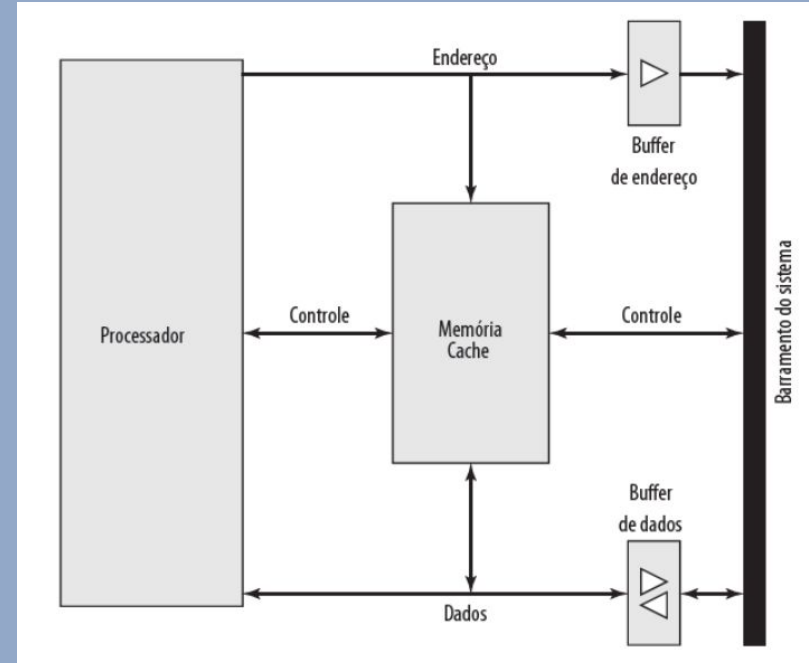 Endereço
Buffer
de endereço
Processador
Controle
Memória
Cache
Controle
Barramento do sistema
Buffer
de dados
Dados